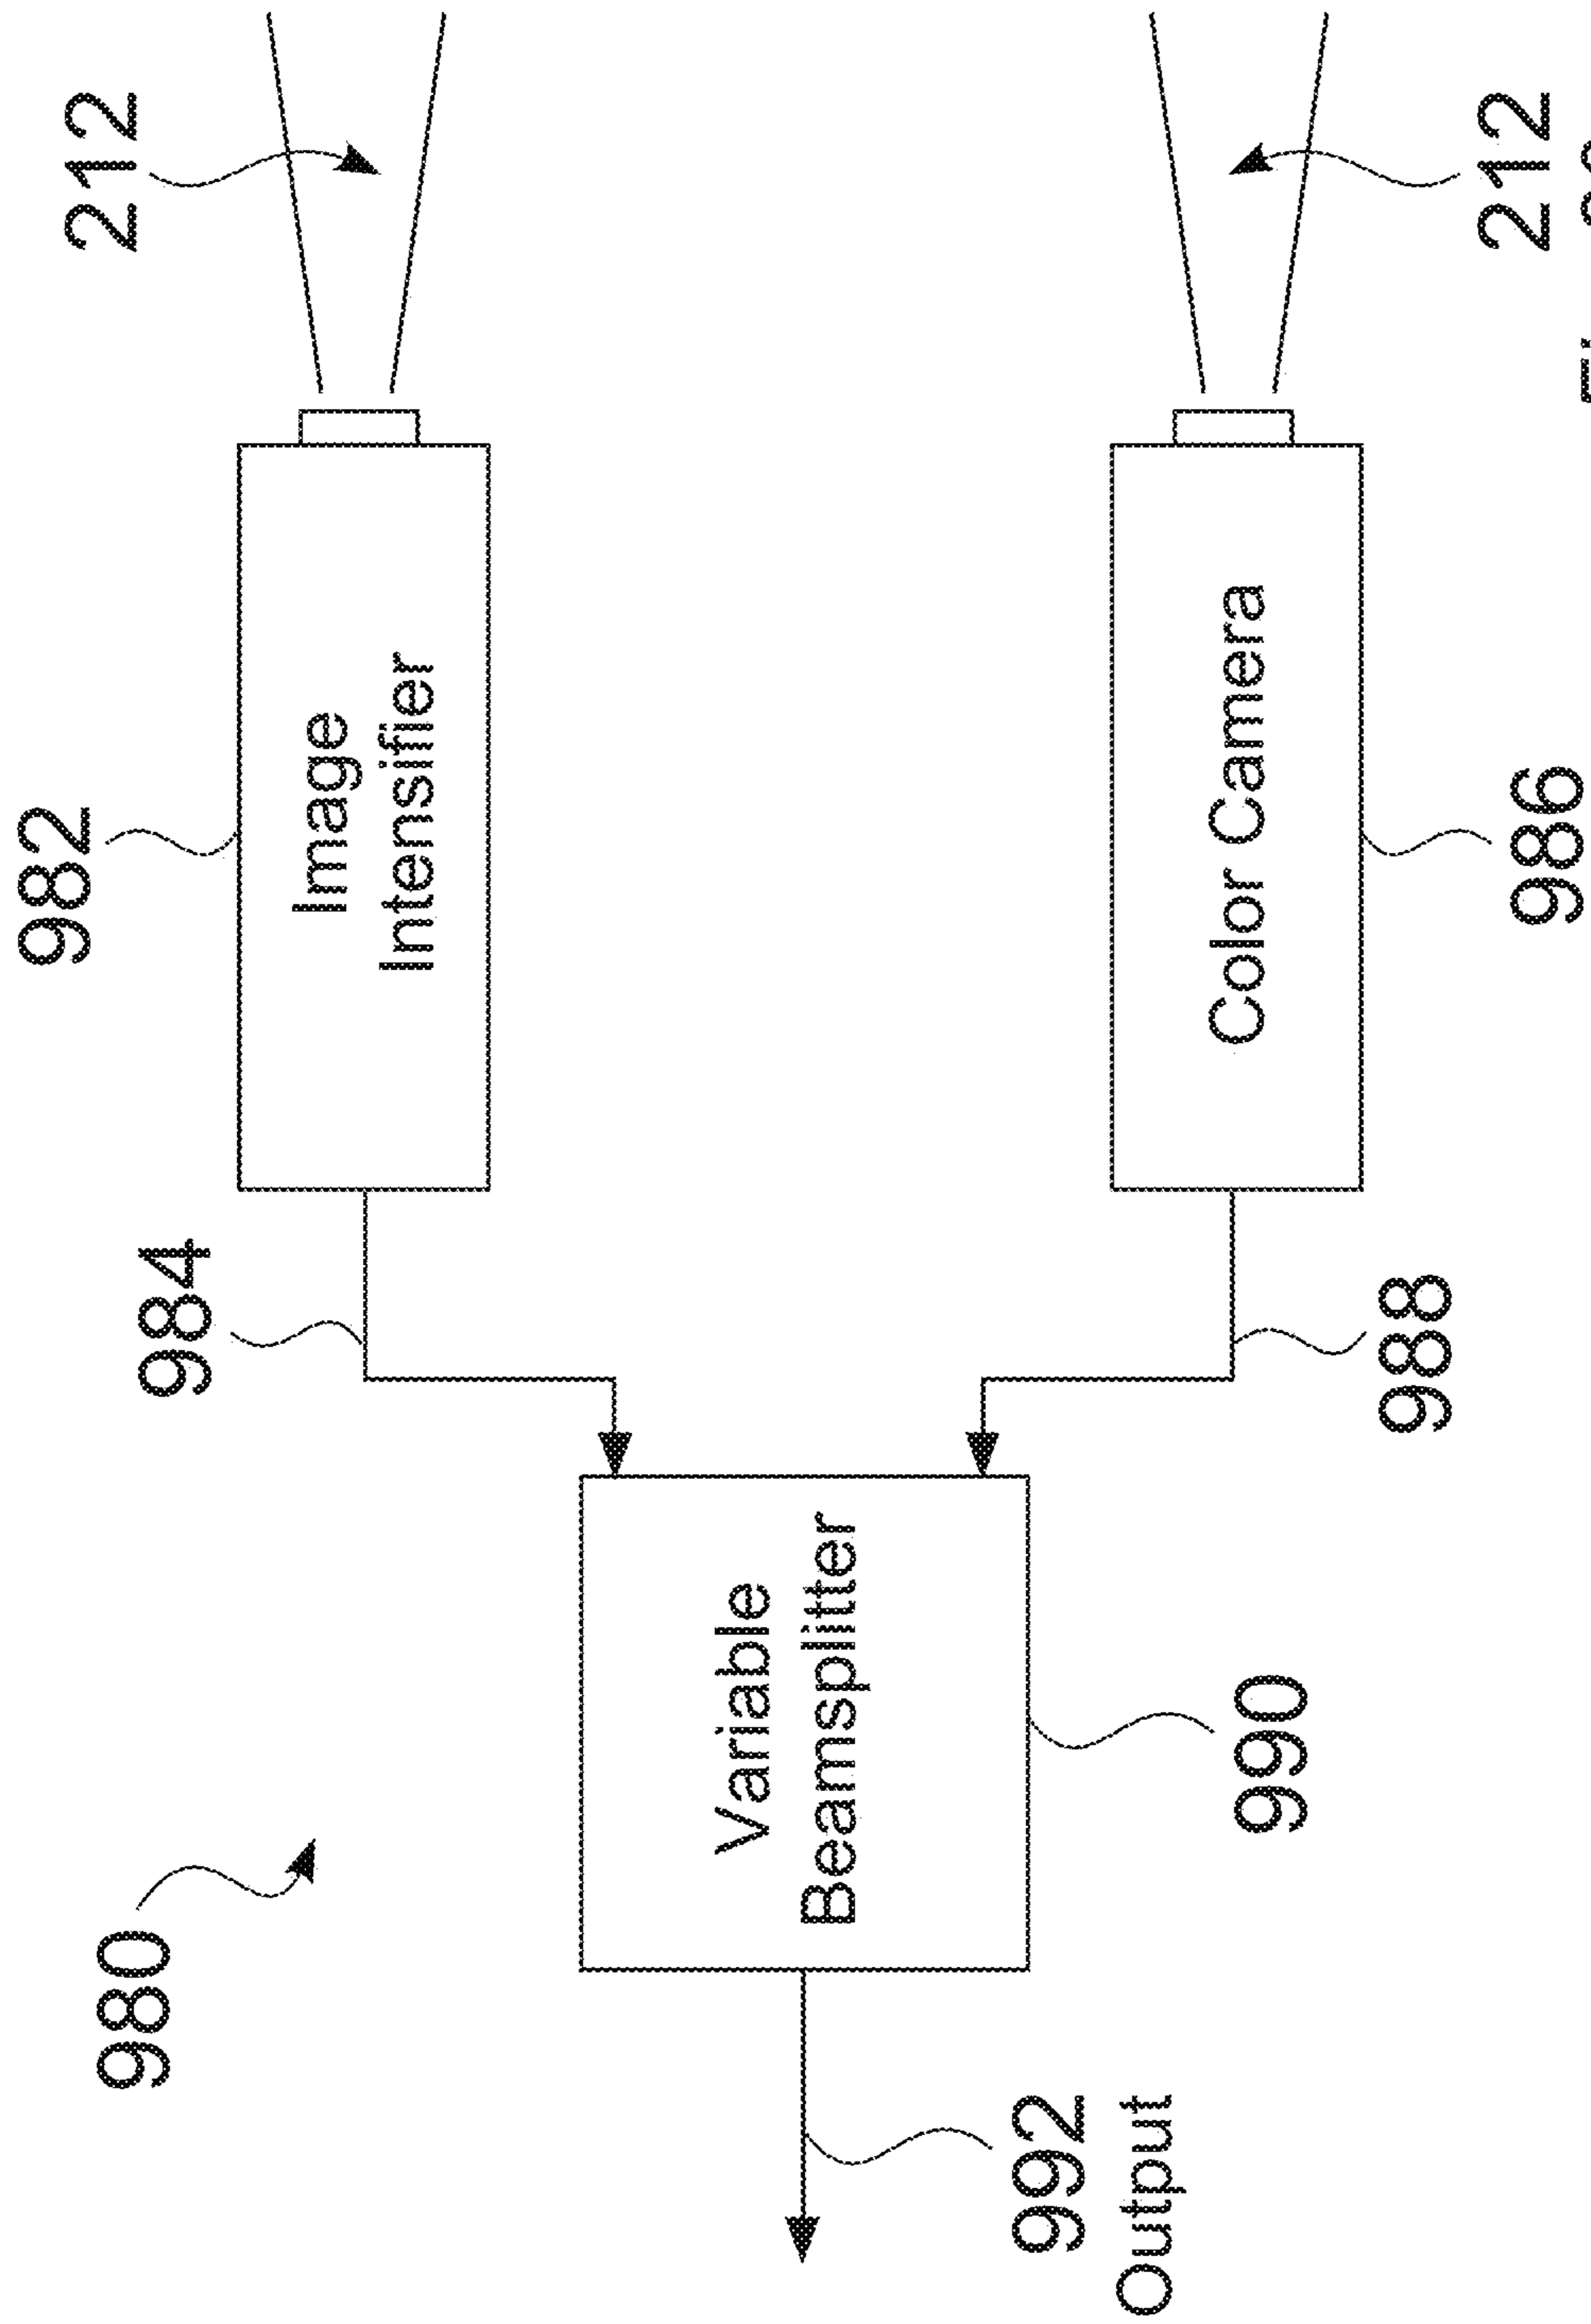 982
212
980
984
Image
Intensifier
Variable
Beamsplitter
992
Output
Color Camera
990
988
212
986